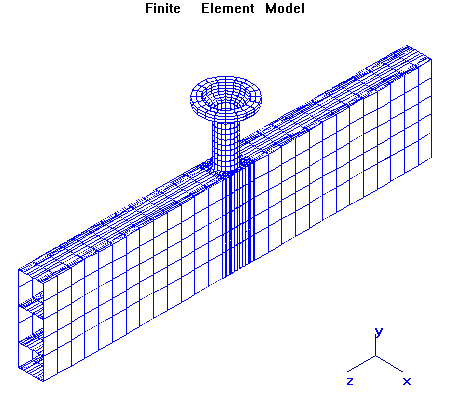 Finite Element Model
y
z x